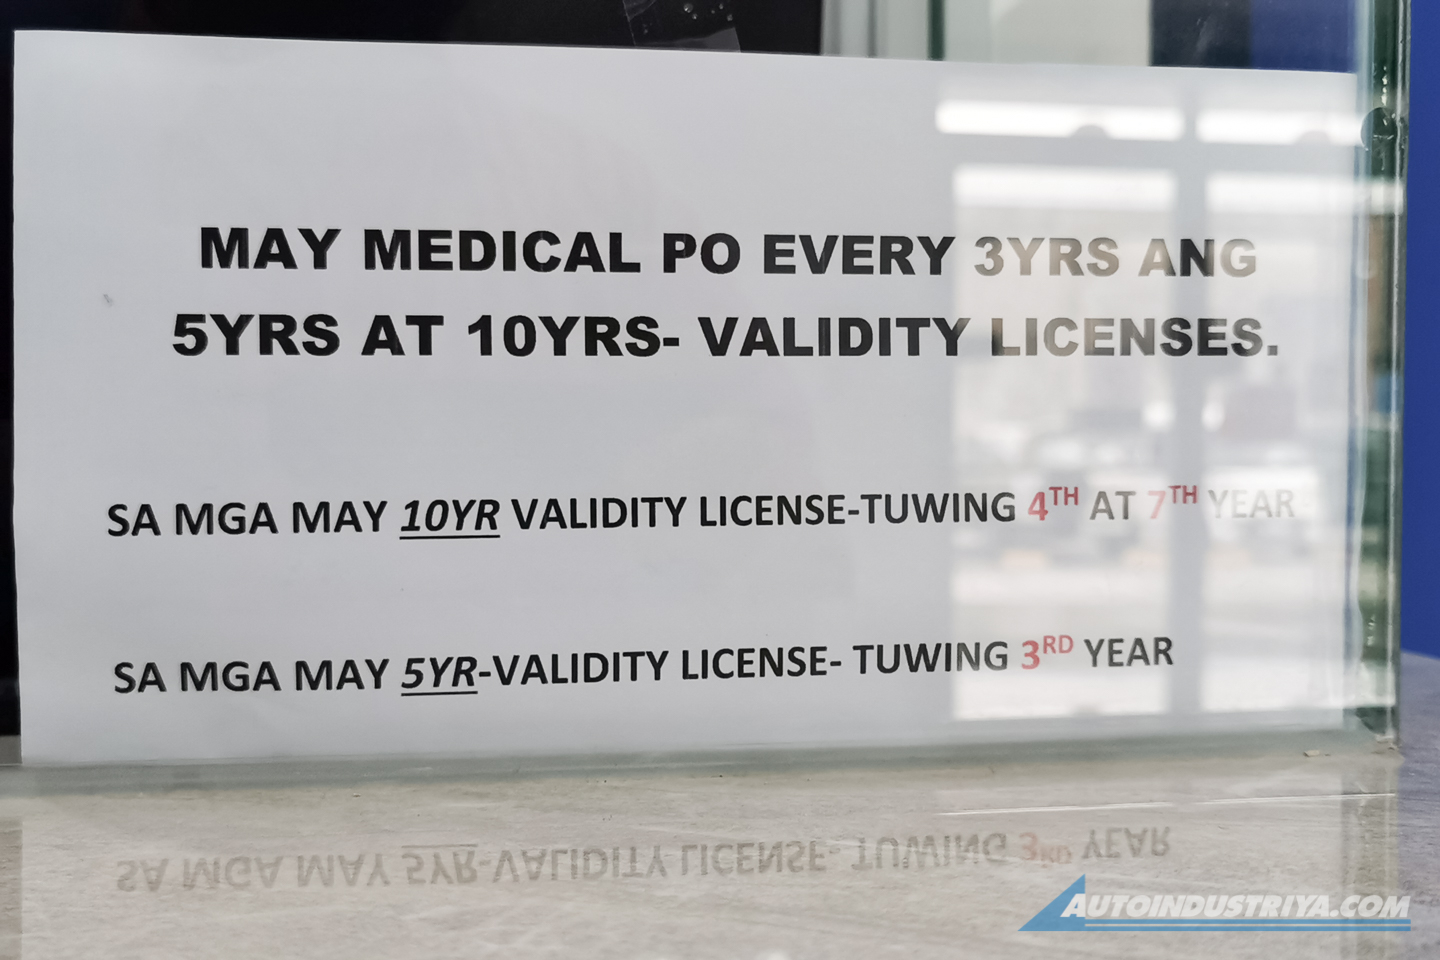 MAY MEDICAL PO EVERY 3YRS ANG
5YRS AT 10YRS- VALIDITY LICENSES.
SA MGA MAY 10YR VALIDITY LICENSE-TUWING 4TH AT 7TH YEAR
SA MGA MAY 5YR-VALIDITY LICENSE- TUWING 3RD YEAR
AUTOINDUSTRIYA.COM